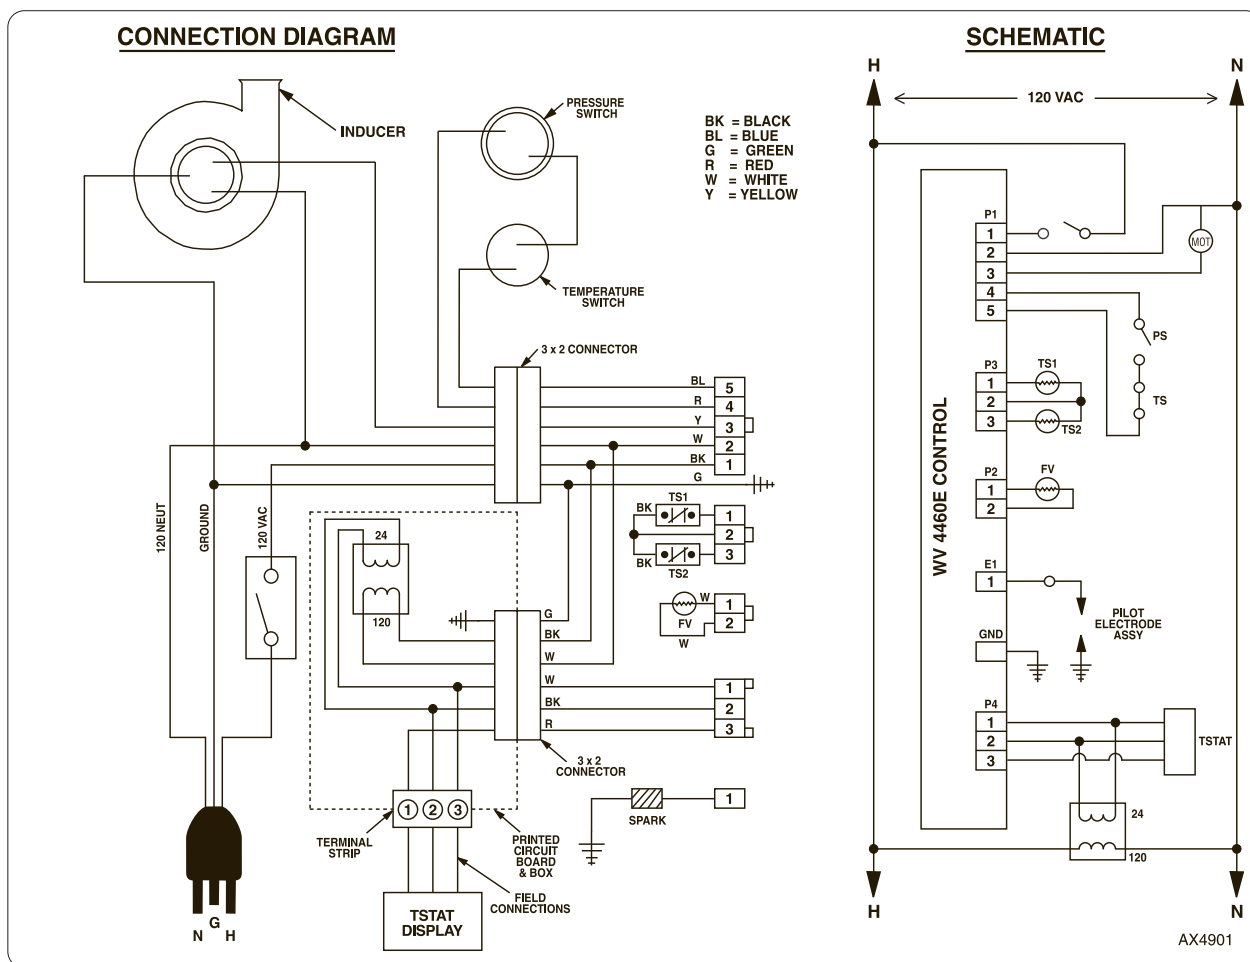 CONNECTION DIAGRAM
INDUCER
PRESSURE
SWITCH
BK = BLACK
BL = BLUE
G = GREEN
R = RED
W = WHITE
Y = YELLOW
TEMPERATURE
SWITCH
3 x 2 CONNECTOR
BL 5
R 4
Y 3
W 2
BK 1
G
120 NEUT
GROUND
120 VAC
24
120
TS1
BK 1
2
BK 3
TS2
W 1
FV 2
W
G
BK
W
W 1
BK 2
R 3
3 x 2
CONNECTOR
1 2 3
TERMINAL
STRIP
PRINTED
CIRCUIT
BOARD
& BOX
SPARK
1
FIELD
CONNECTIONS
TSTAT
DISPLAY
N G H
SCHEMATIC
H N
120 VAC
WV 4460E CONTROL
P1
1
2
3
4
5
MOT
PS
TS
P3
1
2
3
TS1
TS2
P2
1
2
FV
E1
1
PILOT
ELECTRODE
ASSY
GND
P4
1
2
3
TSTAT
24
120
H N
AX4901